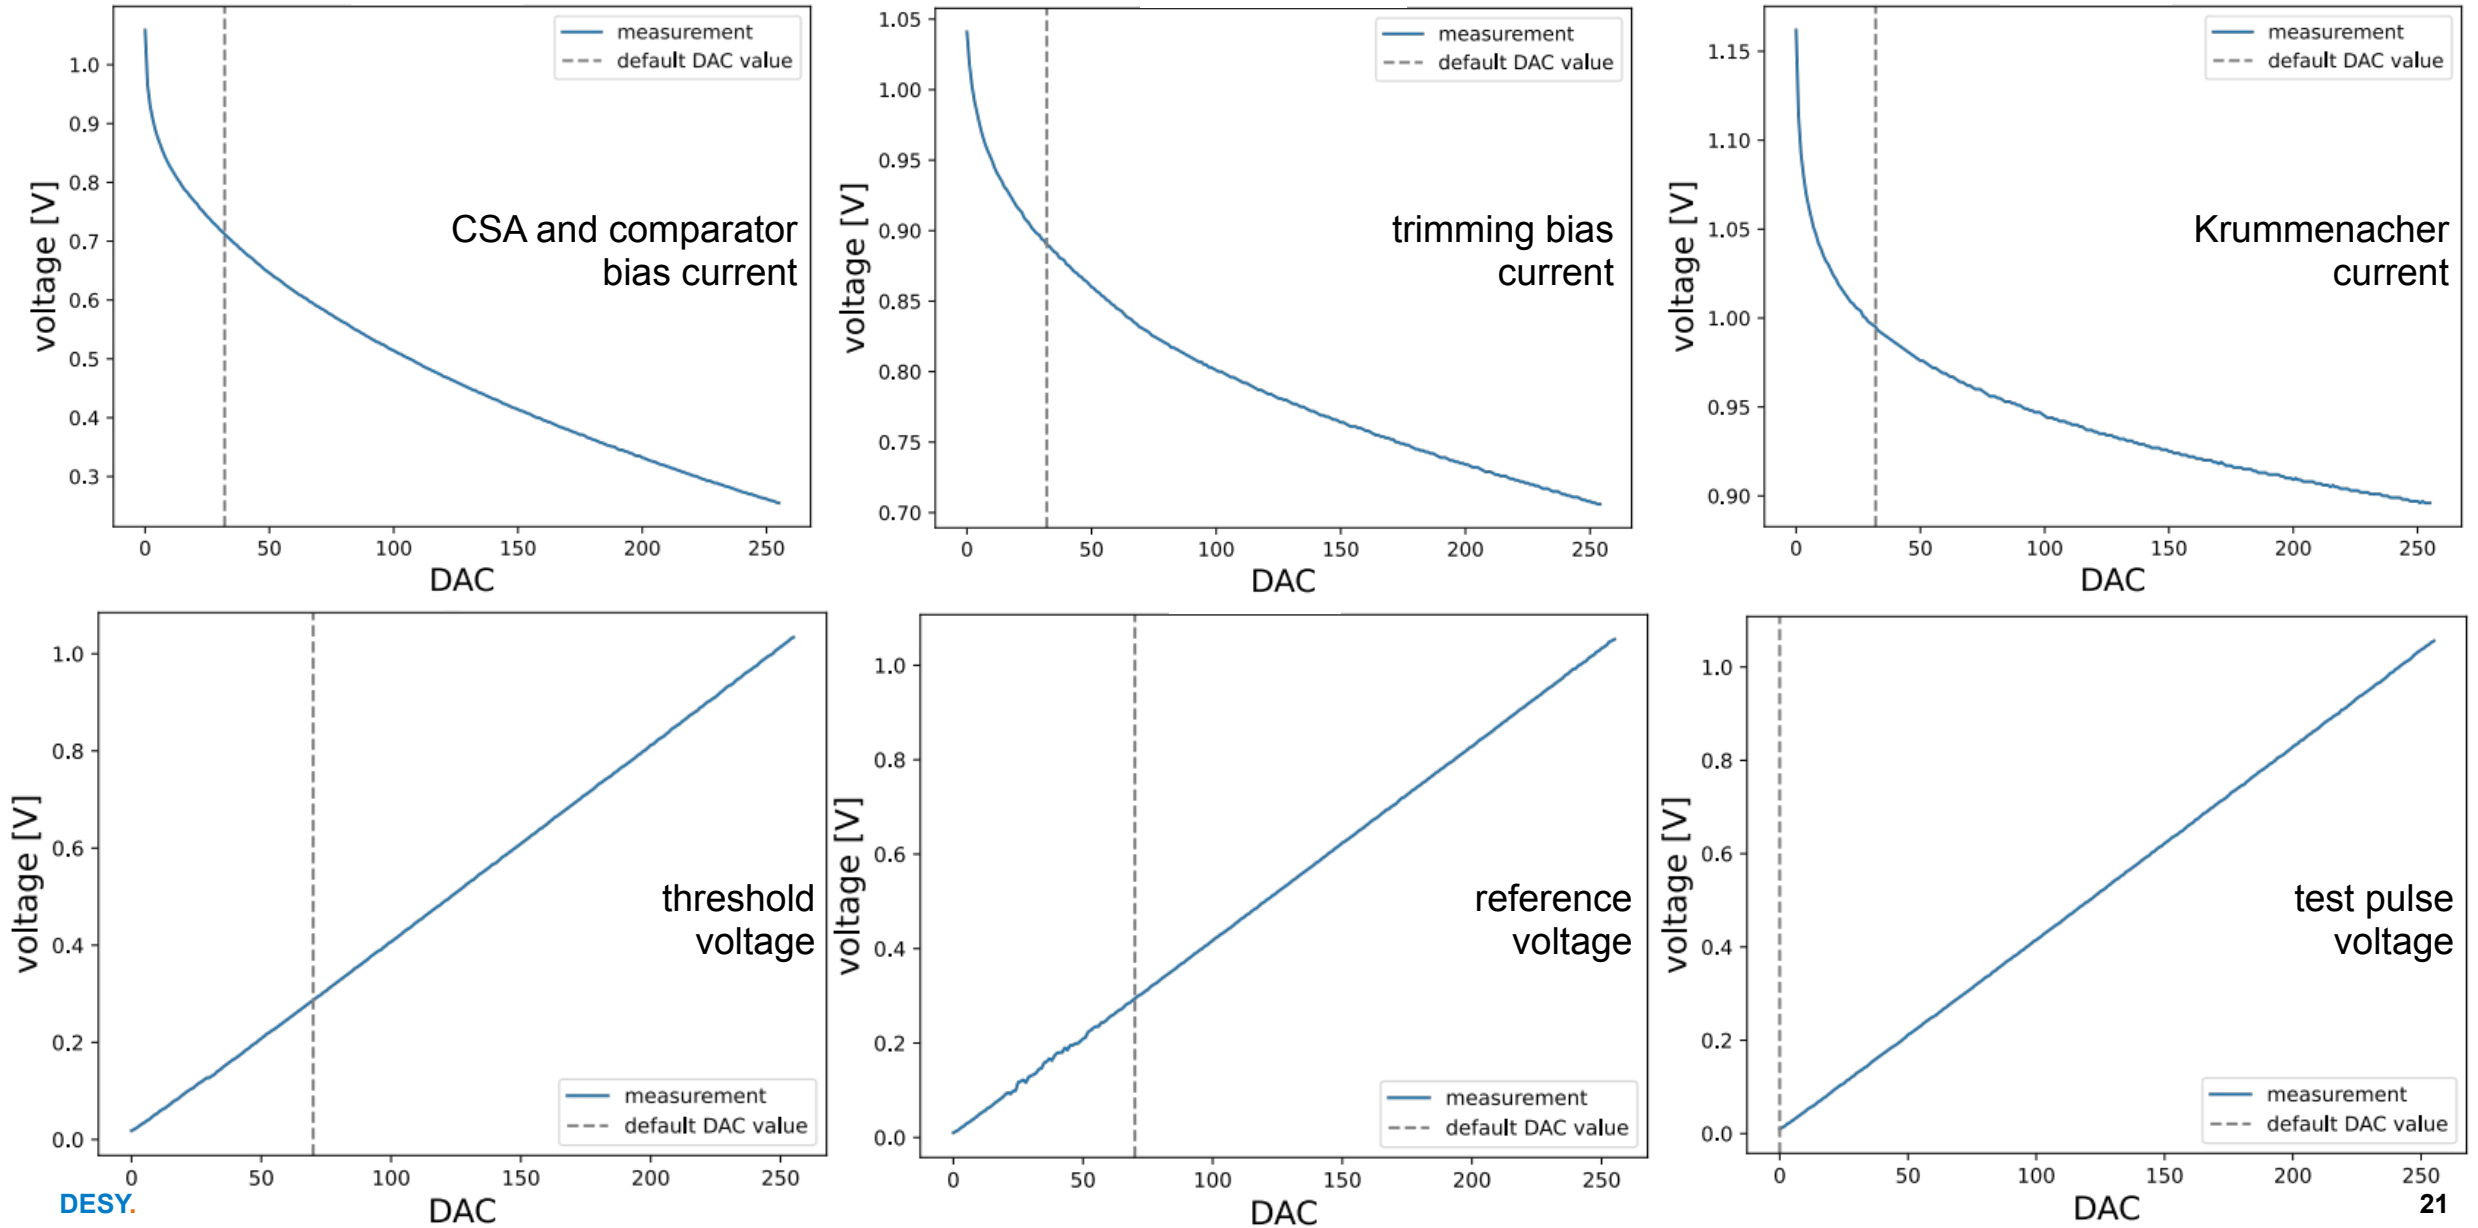 measurement
default DAC value
1.0
0.9
0.8
0.7
0.6
0.5
0.4
0.3
voltage [V]
CSA and comparator
bias current
0 50 100 150 200 250
DAC
measurement
default DAC value
1.05
1.00
0.95
0.90
0.85
0.80
0.75
0.70
voltage [V]
trimming bias
current
0 50 100 150 200 250
DAC
measurement
default DAC value
1.15
1.10
1.05
1.00
0.95
0.90
voltage [V]
Krummenacher
current
0 50 100 150 200 250
DAC
1.0
0.8
0.6
0.4
0.2
0.0
voltage [V]
threshold
voltage
measurement
default DAC value
0 50 100 150 200 250
DAC
1.0
0.8
0.6
0.4
0.2
0.0
voltage [V]
reference
voltage
measurement
default DAC value
0 50 100 150 200 250
DAC
1.0
0.8
0.6
0.4
0.2
0.0
voltage [V]
test pulse
voltage
measurement
default DAC value
0 50 100 150 200 250
DAC
DESY.
21